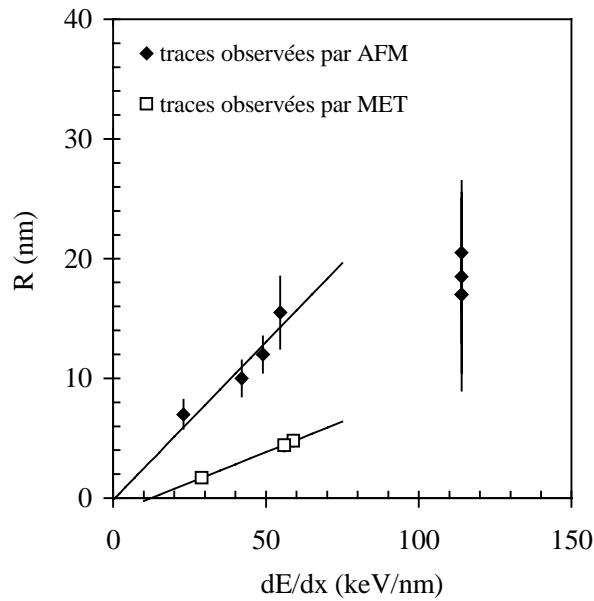 40
traces observées par AFM
traces observées par MET
30
20
10
0
R (nm)
0 50 100 150
dE/dx (keV/nm)